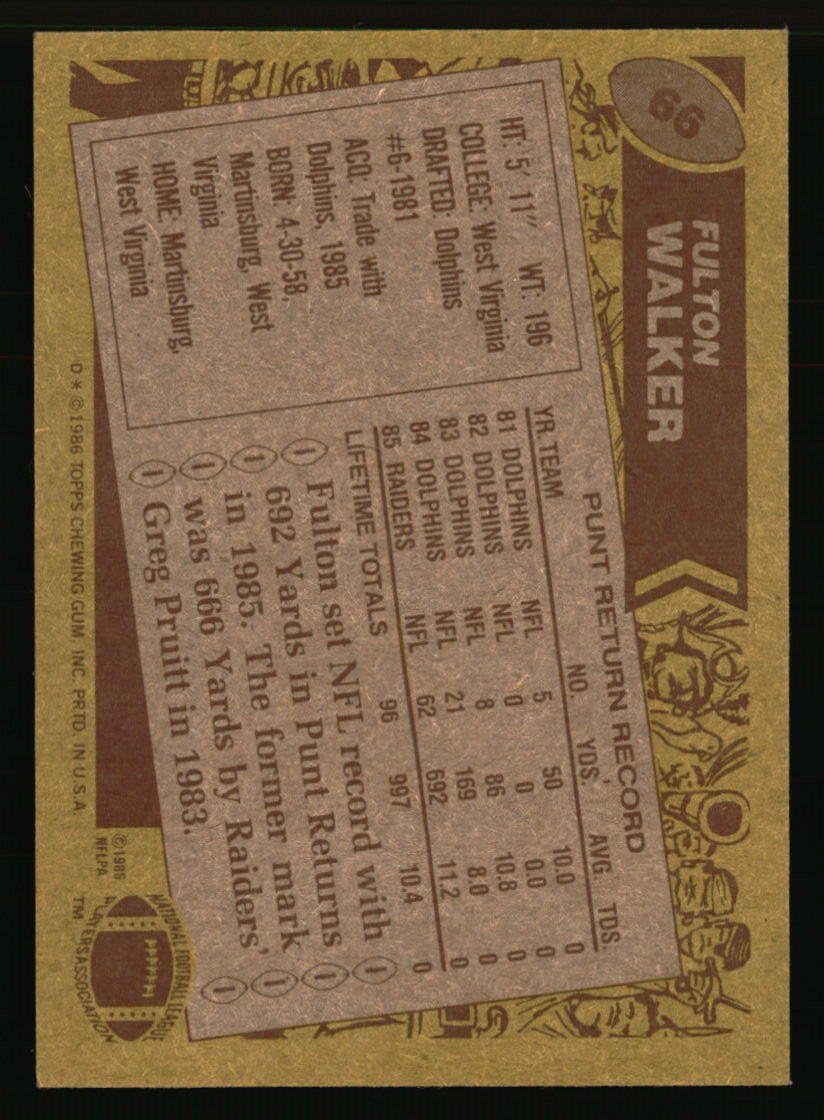 66
FULTON
WALKER
HT: 5′ 11″ WT: 196
COLLEGE: West Virginia
DRAFTED: Dolphins
#6-1981
ACQ: Trade with
Dolphins, 1985
BORN: 4-30-58,
Martinsburg, West
Virginia
HOME: Martinsburg,
West Virginia
PUNT RETURN RECORD
YR. TEAM NO. YDS. AVG. TDS.
81 DOLPHINS NFL 5 50 10.0 0
82 DOLPHINS NFL 0 0 0.0 0
83 DOLPHINS NFL 8 86 10.8 0
84 DOLPHINS NFL 21 169 8.0 0
85 RAIDERS NFL 62 692 11.2 0
LIFETIME TOTALS 96 997 10.4 0
Fulton set NFL record with
692 Yards in Punt Returns
in 1985. The former mark
was 666 Yards by Raiders'
Greg Pruitt in 1983.
©1986
NFLPA
NATIONAL FOOTBALL LEAGUE
PLAYERS ASSOCIATION
TM
D * ©1986 TOPPS CHEWING GUM, INC. PRTD. IN U.S.A.